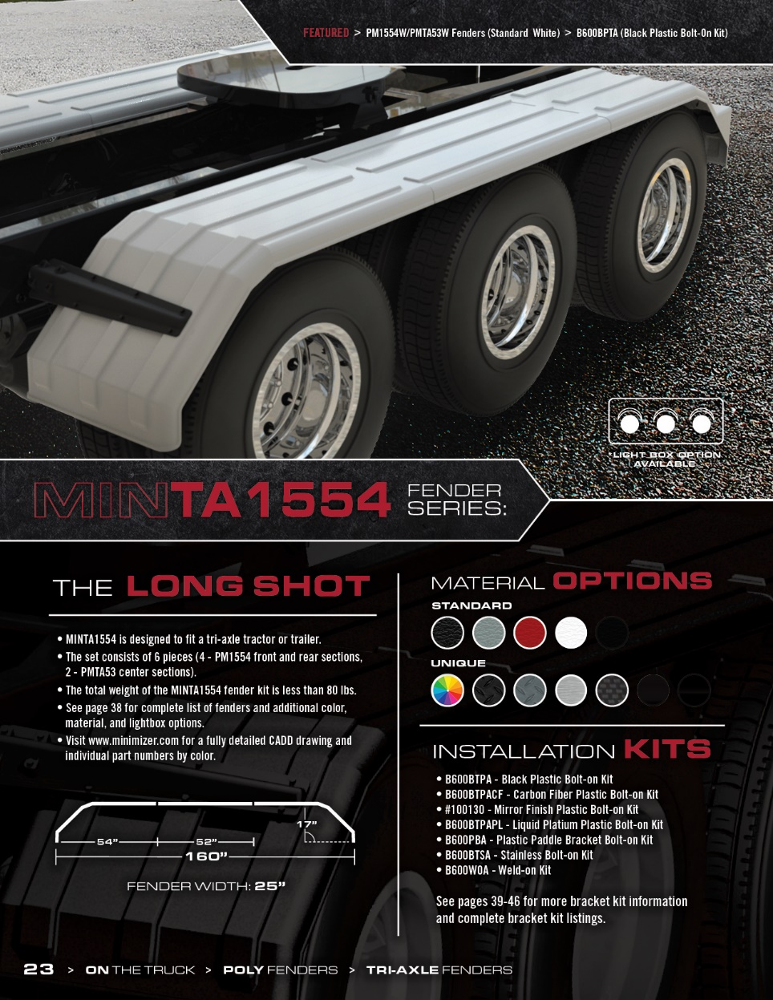 FEATURED > PM1554W/PMTA53W Fenders (Standard White) > B600BPTA (Black Plastic Bolt-On Kit)
*LIGHT BOX OPTION
AVAILABLE
MINTA1554 FENDER
SERIES:
THE LONG SHOT
• MINTA1554 is designed to fit a tri-axle tractor or trailer.
• The set consists of 6 pieces (4 - PM1554 front and rear sections,
2 - PMTA53 center sections).
• The total weight of the MINTA1554 fender kit is less than 80 lbs.
• See page 38 for complete list of fenders and additional color,
material, and lightbox options.
• Visit www.minimizer.com for a fully detailed CADD drawing and
individual part numbers by color.
17"
54" 52"
160"
FENDER WIDTH: 25"
MATERIAL OPTIONS
STANDARD
UNIQUE
INSTALLATION KITS
• B600BTPA - Black Plastic Bolt-on Kit
• B600BTPACF - Carbon Fiber Plastic Bolt-on Kit
• #100130 - Mirror Finish Plastic Bolt-on Kit
• B600BTPAPL - Liquid Platium Plastic Bolt-on Kit
• B600PBA - Plastic Paddle Bracket Bolt-on Kit
• B600BTSA - Stainless Bolt-on Kit
• B600WOA - Weld-on Kit
See pages 39-46 for more bracket kit information
and complete bracket kit listings.
23 > ON THE TRUCK > POLY FENDERS > TRI-AXLE FENDERS